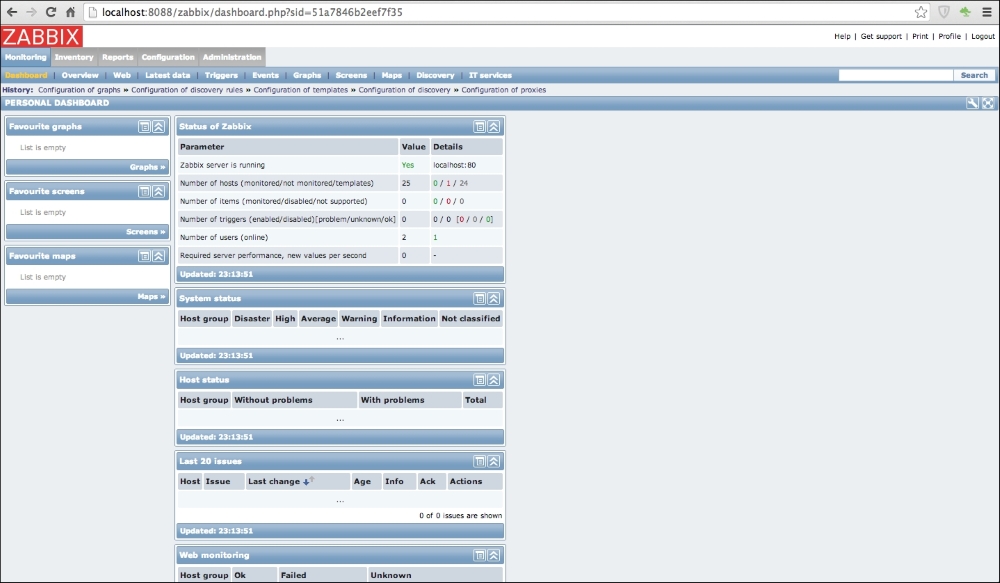 localhost:8088/zabbix/dashboard.php?sid=51a7846b2eef7f35
ZABBIX
Help | Get support | Print | Profile | Logout
Monitoring Inventory Reports Configuration Administration
Dashboard | Overview | Web | Latest data | Triggers | Events | Graphs | Screens | Maps | Discovery | IT services
Search
History: Configuration of graphs » Configuration of discovery rules » Configuration of templates » Configuration of discovery » Configuration of proxies
PERSONAL DASHBOARD
Favourite graphs
List is empty
Graphs »
Favourite screens
List is empty
Screens »
Favourite maps
List is empty
Maps »
Status of Zabbix
Parameter Value Details
Zabbix server is running Yes localhost:80
Number of hosts (monitored/not monitored/templates) 25 0 / 1 / 24
Number of items (monitored/disabled/not supported) 0 0 / 0 / 0
Number of triggers (enabled/disabled)[problem/unknown/ok] 0 0 / 0 [0 / 0 / 0]
Number of users (online) 2 1
Required server performance, new values per second 0 -
Updated: 23:13:51
System status
Host group Disaster High Average Warning Information Not classified
...
Updated: 23:13:51
Host status
Host group Without problems With problems Total
...
Updated: 23:13:51
Last 20 issues
Host Issue Last change Age Info Ack Actions
...
0 of 0 issues are shown
Updated: 23:13:51
Web monitoring
Host group Ok Failed Unknown